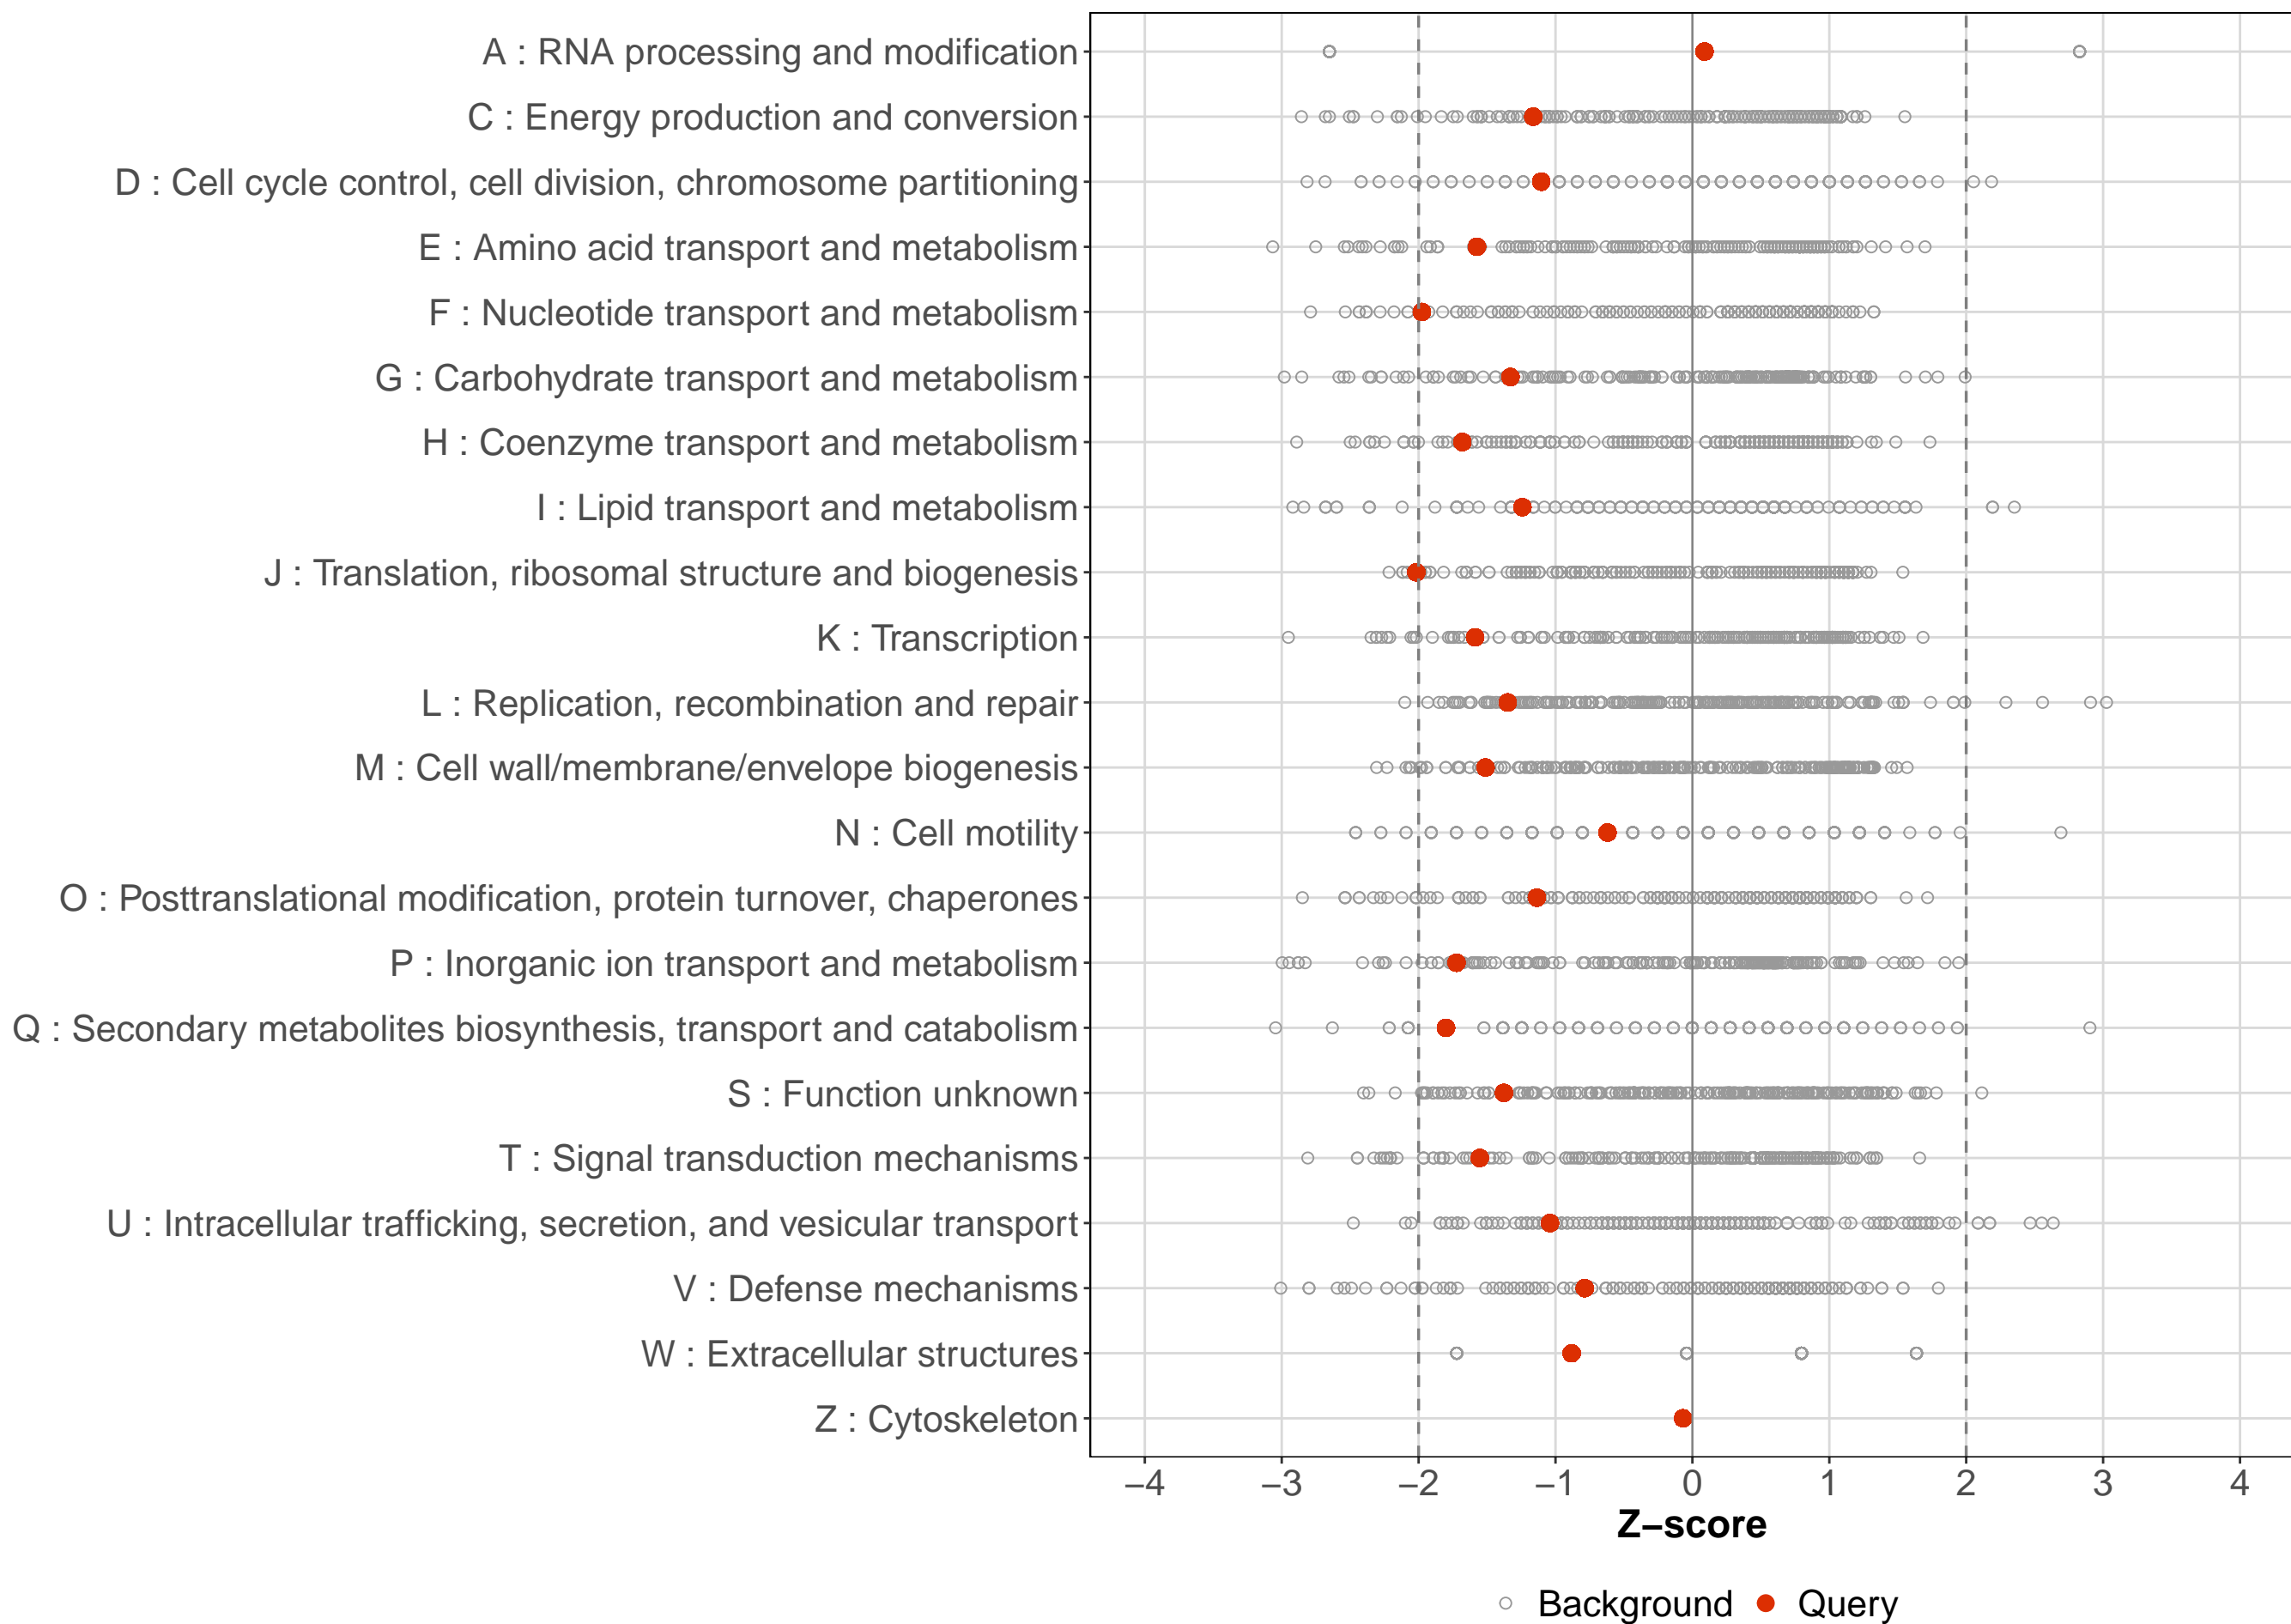 A : RNA processing and modification
C : Energy production and conversion
D : Cell cycle control, cell division, chromosome partitioning
E : Amino acid transport and metabolism
F : Nucleotide transport and metabolism
G : Carbohydrate transport and metabolism
H : Coenzyme transport and metabolism
I : Lipid transport and metabolism
J : Translation, ribosomal structure and biogenesis
K : Transcription
L : Replication, recombination and repair
M : Cell wall/membrane/envelope biogenesis
N : Cell motility
O : Posttranslational modification, protein turnover, chaperones
P : Inorganic ion transport and metabolism
Q : Secondary metabolites biosynthesis, transport and catabolism
S : Function unknown
T : Signal transduction mechanisms
U : Intracellular trafficking, secretion, and vesicular transport
V : Defense mechanisms
W : Extracellular structures
Z : Cytoskeleton
−4 −3 −2 −1 0 1 2 3 4
Z−score
Background Query